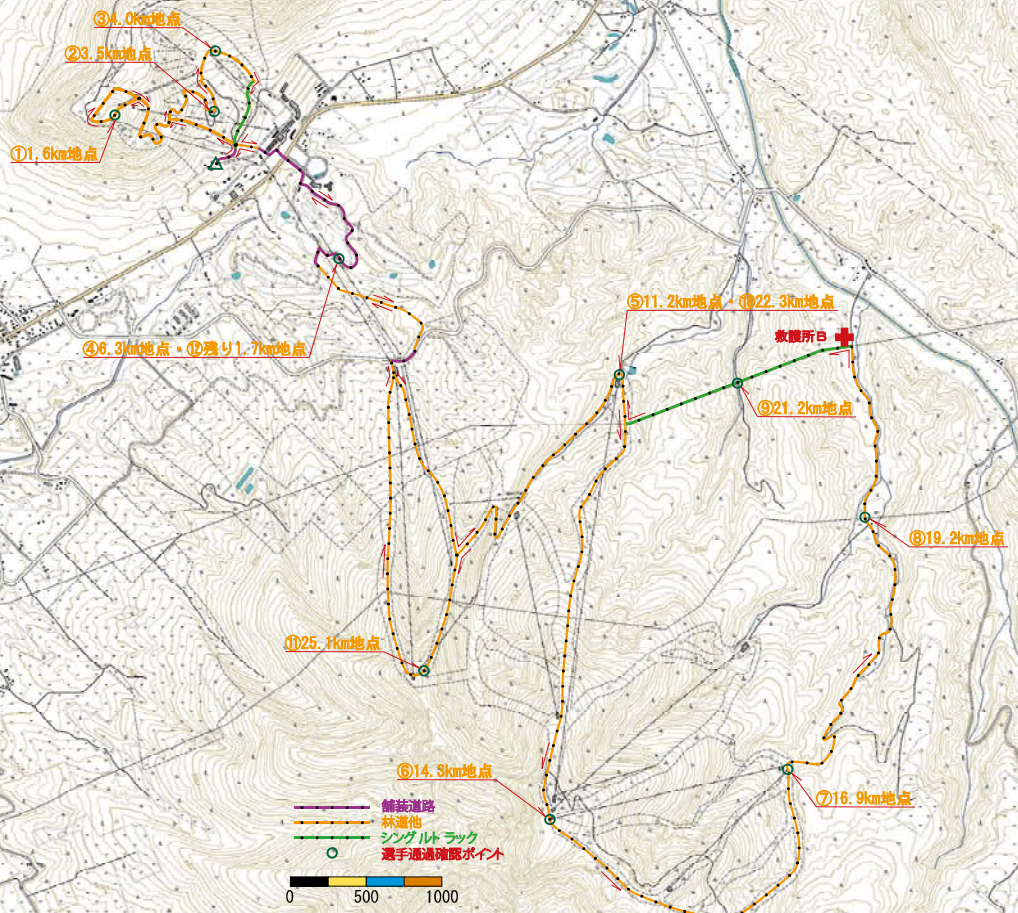 ③4.0km地点
②3.5km地点
①1.6km地点
④6.3km地点・⑫残り1.7km地点
⑤11.2km地点・⑩22.3km地点
救護所B
⑨21.2km地点
⑧19.2km地点
⑪25.1km地点
⑥14.3km地点
⑦16.9km地点
舗装道路
林道他
シングルトラック
選手通過確認ポイント
0 500 1000